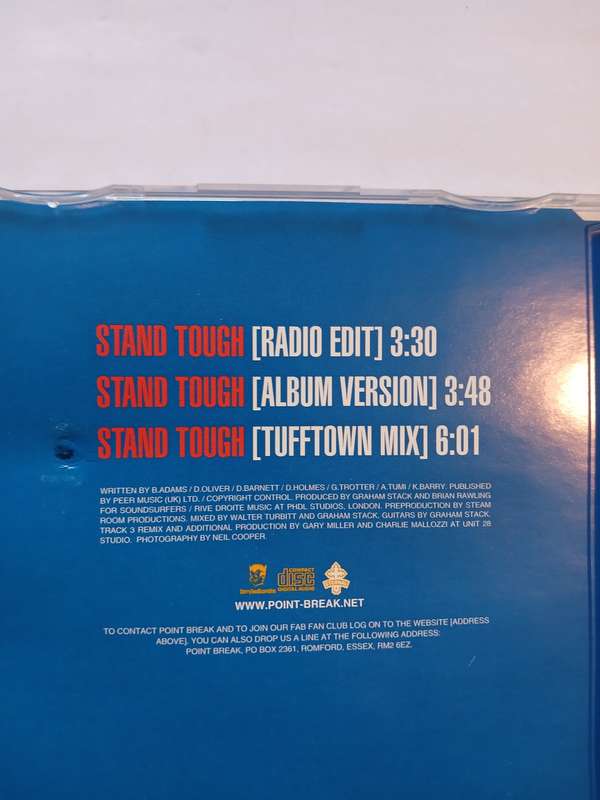 STAND TOUGH [RADIO EDIT] 3:30
STAND TOUGH [ALBUM VERSION] 3:48
STAND TOUGH [TUFFTOWN MIX] 6:01
WRITTEN BY B.ADAMS / D.OLIVER / D.BARNETT / D.HOLMES / G.TROTTER / A.TUMI / K.BARRY. PUBLISHED
BY PEER MUSIC (UK) LTD. / COPYRIGHT CONTROL. PRODUCED BY GRAHAM STACK AND BRIAN RAWLING
FOR SOUNDSURFERS / RIVE DROITE MUSIC AT PHDL STUDIOS, LONDON. PREPRODUCTION BY STEAM
ROOM PRODUCTIONS. MIXED BY WALTER TURBITT AND GRAHAM STACK. GUITARS BY GRAHAM STACK.
TRACK 3 REMIX AND ADDITIONAL PRODUCTION BY GARY MILLER AND CHARLIE MALLOZZI AT UNIT 28
STUDIO. PHOTOGRAPHY BY NEIL COOPER.
COMPACT
disc
DIGITAL AUDIO
ETERNAL
WWW.POINT-BREAK.NET
TO CONTACT POINT BREAK AND TO JOIN OUR FAB FAN CLUB LOG ON TO THE WEBSITE [ADDRESS
ABOVE]. YOU CAN ALSO DROP US A LINE AT THE FOLLOWING ADDRESS:
POINT BREAK, PO BOX 2361, ROMFORD, ESSEX, RM2 6EZ.